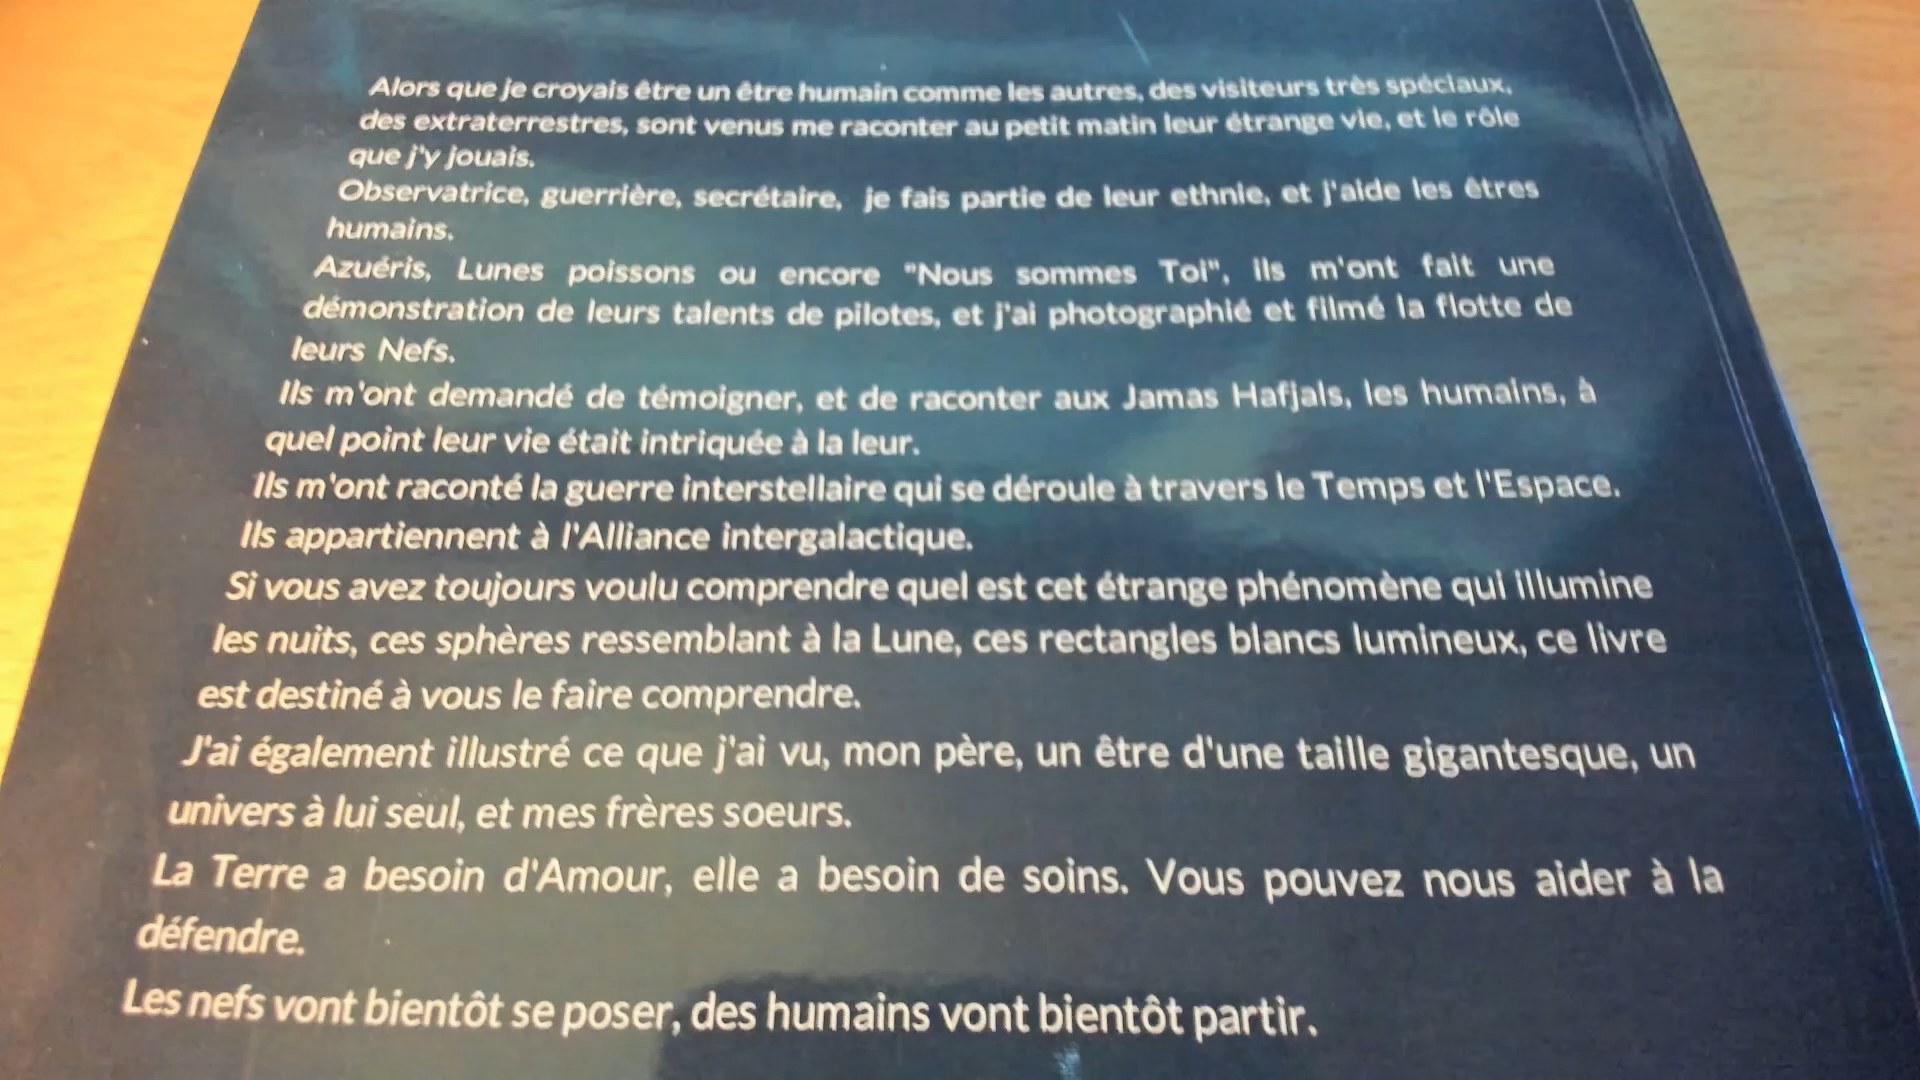 Alors que je croyais être un être humain comme les autres, des visiteurs très spéciaux,
des extraterrestres, sont venus me raconter au petit matin leur étrange vie, et le rôle
que j'y jouais.
Observatrice, guerrière, secrétaire, je fais partie de leur ethnie, et j'aide les êtres
humains.
Azuéris, Lunes poissons ou encore "Nous sommes Toi", ils m'ont fait une
démonstration de leurs talents de pilotes, et j'ai photographié et filmé la flotte de
leurs Nefs.
Ils m'ont demandé de témoigner, et de raconter aux Jamas Hafjals, les humains, à
quel point leur vie était intriquée à la leur.
Ils m'ont raconté la guerre interstellaire qui se déroule à travers le Temps et l'Espace.
Ils appartiennent à l'Alliance intergalactique.
Si vous avez toujours voulu comprendre quel est cet étrange phénomène qui illumine
les nuits, ces sphères ressemblant à la Lune, ces rectangles blancs lumineux, ce livre
est destiné à vous le faire comprendre.
J'ai également illustré ce que j'ai vu, mon père, un être d'une taille gigantesque, un
univers à lui seul, et mes frères soeurs.
La Terre a besoin d'Amour, elle a besoin de soins. Vous pouvez nous aider à la
défendre.
Les nefs vont bientôt se poser, des humains vont bientôt partir.